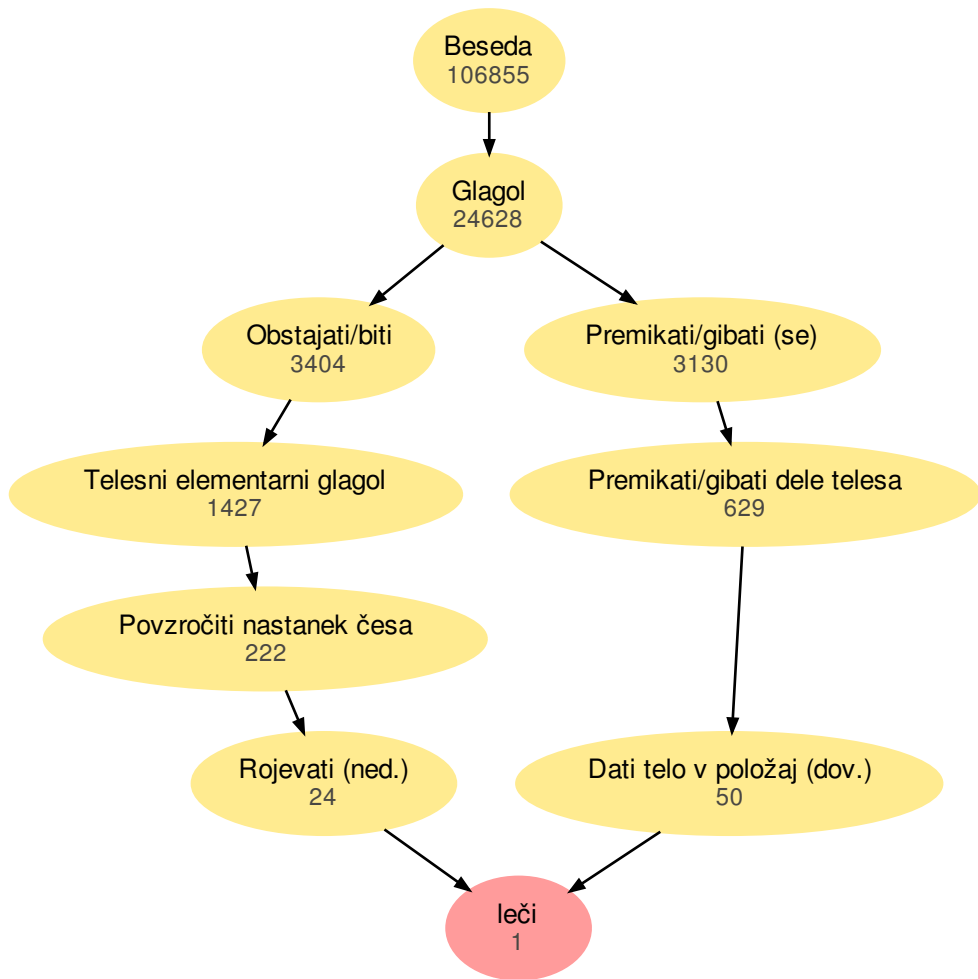 Beseda
106855
Glagol
24628
Obstajati/biti
3404
Premikati/gibati (se)
3130
Telesni elementarni glagol
1427
Premikati/gibati dele telesa
629
Povzročiti nastanek česa
222
Rojevati (ned.)
24
Dati telo v položaj (dov.)
50
leči
1